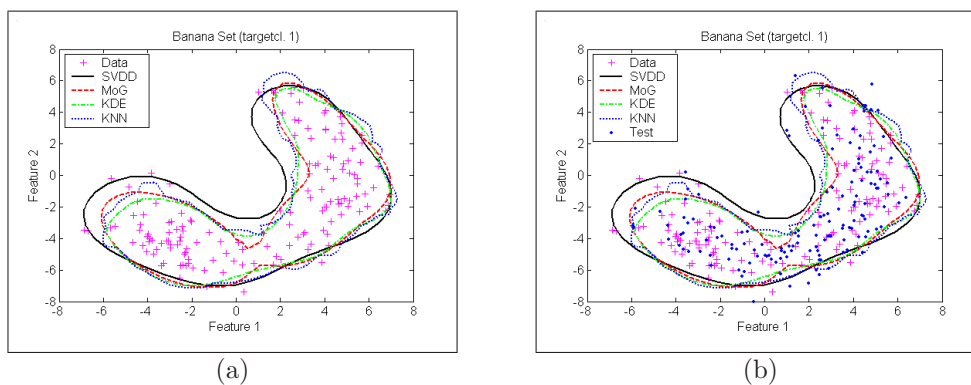 Banana Set (targetcl. 1)
Data
SVDD
MoG
KDE
KNN
Feature 2
8
6
4
2
0
-2
-4
-6
-8
-8 -6 -4 -2 0 2 4 6 8
Feature 1
(a)
Banana Set (targetcl. 1)
Data
SVDD
MoG
KDE
KNN
Test
Feature 2
8
6
4
2
0
-2
-4
-6
-8
-8 -6 -4 -2 0 2 4 6 8
Feature 1
(b)